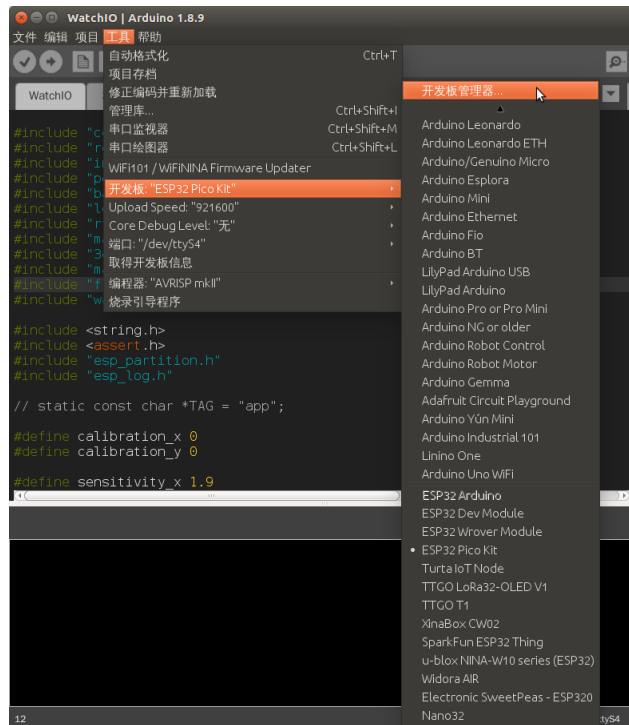 WatchIO | Arduino 1.8.9
文件 编辑 项目 工具 帮助
自动格式化 Ctrl+T
项目存档
修正编码并重新加载
管理库... Ctrl+Shift+I
串口监视器 Ctrl+Shift+M
串口绘图器 Ctrl+Shift+L
WiFi101 / WiFiNINA Firmware Updater
开发板: "ESP32 Pico Kit"
Upload Speed: "921600"
Core Debug Level: "无"
端口: "/dev/ttyS4"
取得开发板信息
编程器: "AVRISP mkII"
烧录引导程序
开发板管理器...
Arduino Leonardo
Arduino Leonardo ETH
Arduino/Genuino Micro
Arduino Esplora
Arduino Mini
Arduino Ethernet
Arduino Fio
Arduino BT
LilyPad Arduino USB
LilyPad Arduino
Arduino Pro or Pro Mini
Arduino NG or older
Arduino Robot Control
Arduino Robot Motor
Arduino Gemma
Adafruit Circuit Playground
Arduino Yún Mini
Arduino Industrial 101
Linino One
Arduino Uno WiFi
ESP32 Arduino
ESP32 Dev Module
ESP32 Wrover Module
ESP32 Pico Kit
Turta IoT Node
TTGO LoRa32-OLED V1
TTGO T1
XinaBox CW02
SparkFun ESP32 Thing
u-blox NINA-W10 series (ESP32)
Widora AIR
Electronic SweetPeas - ESP320
Nano32
WatchIO
#include "c
#include "r
#include "i
#include "p
#include "b
#include "l
#include "r
#include "m
#include "3
#include "m
#include "f
#include "w
#include <string.h>
#include <assert.h>
#include "esp_partition.h"
#include "esp_log.h"
// static const char *TAG = "app";
#define calibration_x 0
#define calibration_y 0
#define sensitivity_x 1.9
12
tyS4